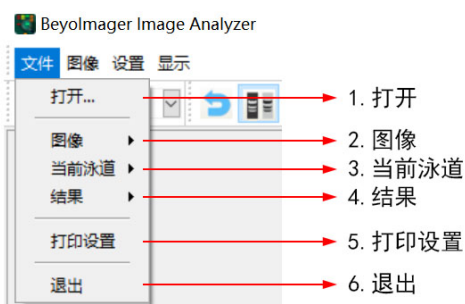 BeyoImager Image Analyzer
文件 图像 设置 显示
打开... 1. 打开
图像 2. 图像
当前泳道 3. 当前泳道
结果 4. 结果
打印设置 5. 打印设置
退出 6. 退出